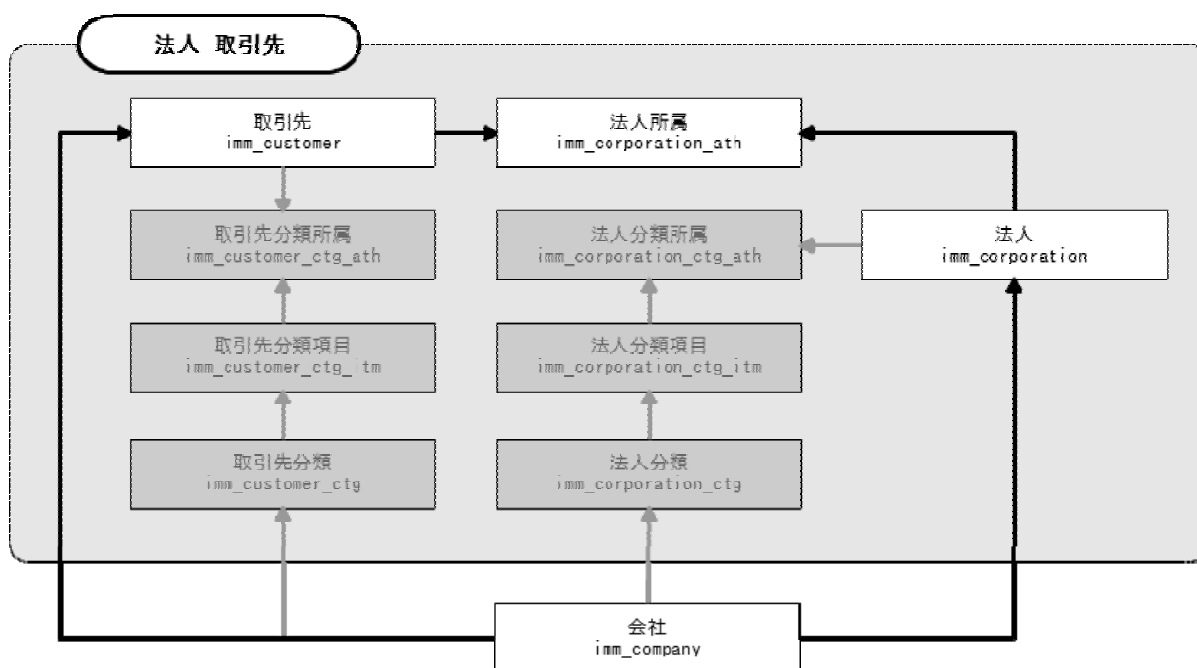 法人 取引先
取引先
imm_customer
法人所属
imm_corporation_ath
取引先分類所属
imm_customer_ctg_ath
法人分類所属
imm_corporation_ctg_ath
法人
imm_corporation
取引先分類項目
imm_customer_ctg_itm
法人分類項目
imm_corporation_ctg_itm
取引先分類
imm_customer_ctg
法人分類
imm_corporation_ctg
会社
imm_company